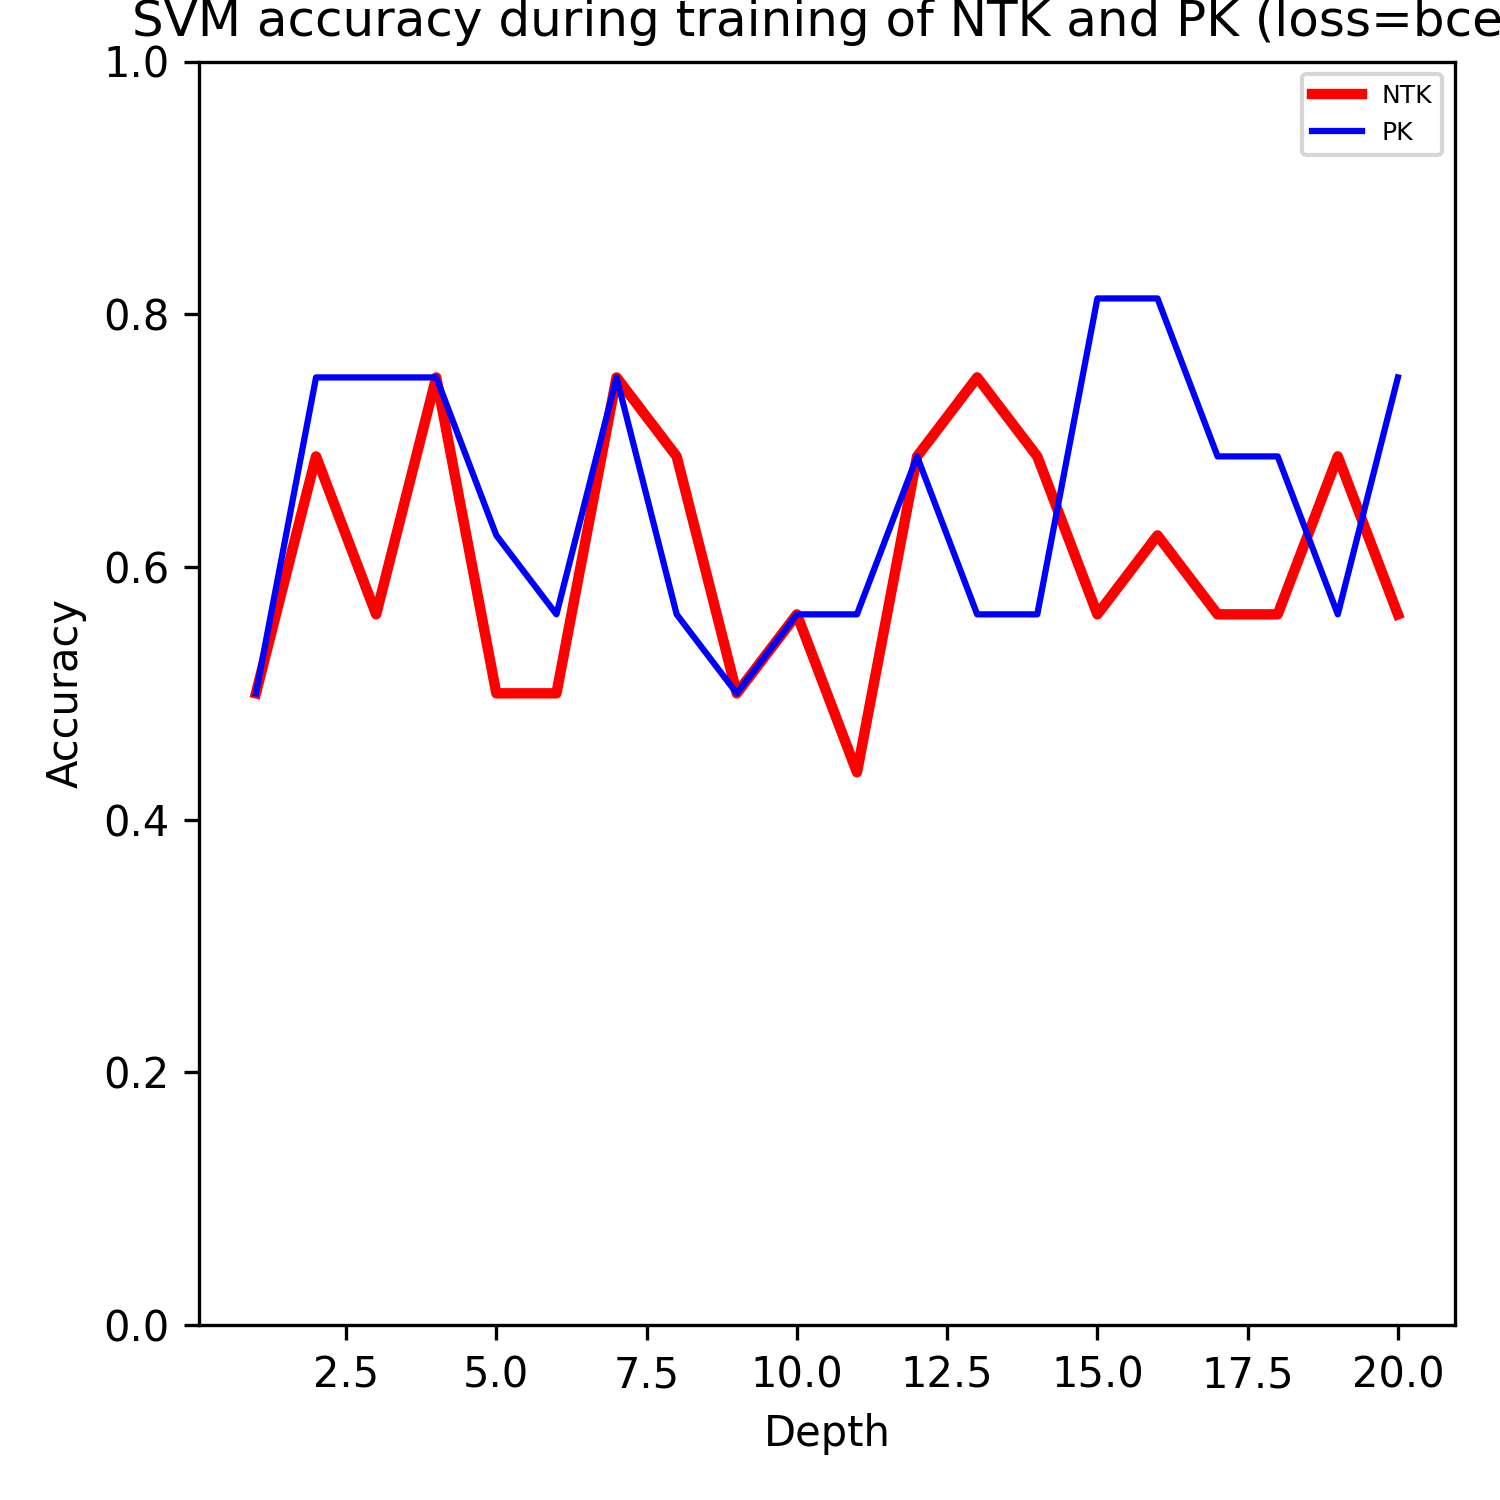 SVM accuracy during training of NTK and PK (loss=bce
1.0
NTK
PK
0.8
0.6
0.4
0.2
0.0
Accuracy
2.5 5.0 7.5 10.0 12.5 15.0 17.5 20.0
Depth